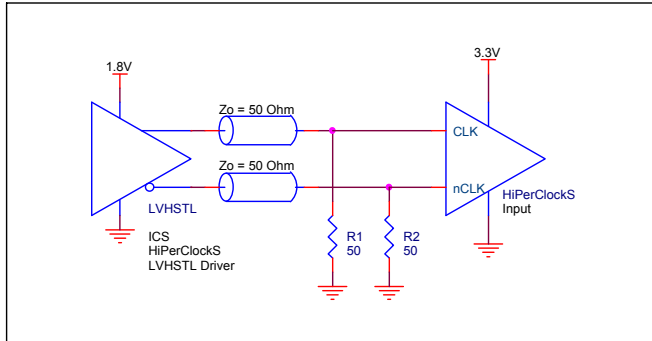 1.8V
3.3V
Zo = 50 Ohm
CLK
Zo = 50 Ohm
nCLK
LVHSTL
HiPerClockS
Input
ICS
HiPerClockS
LVHSTL Driver
R1
50
R2
50